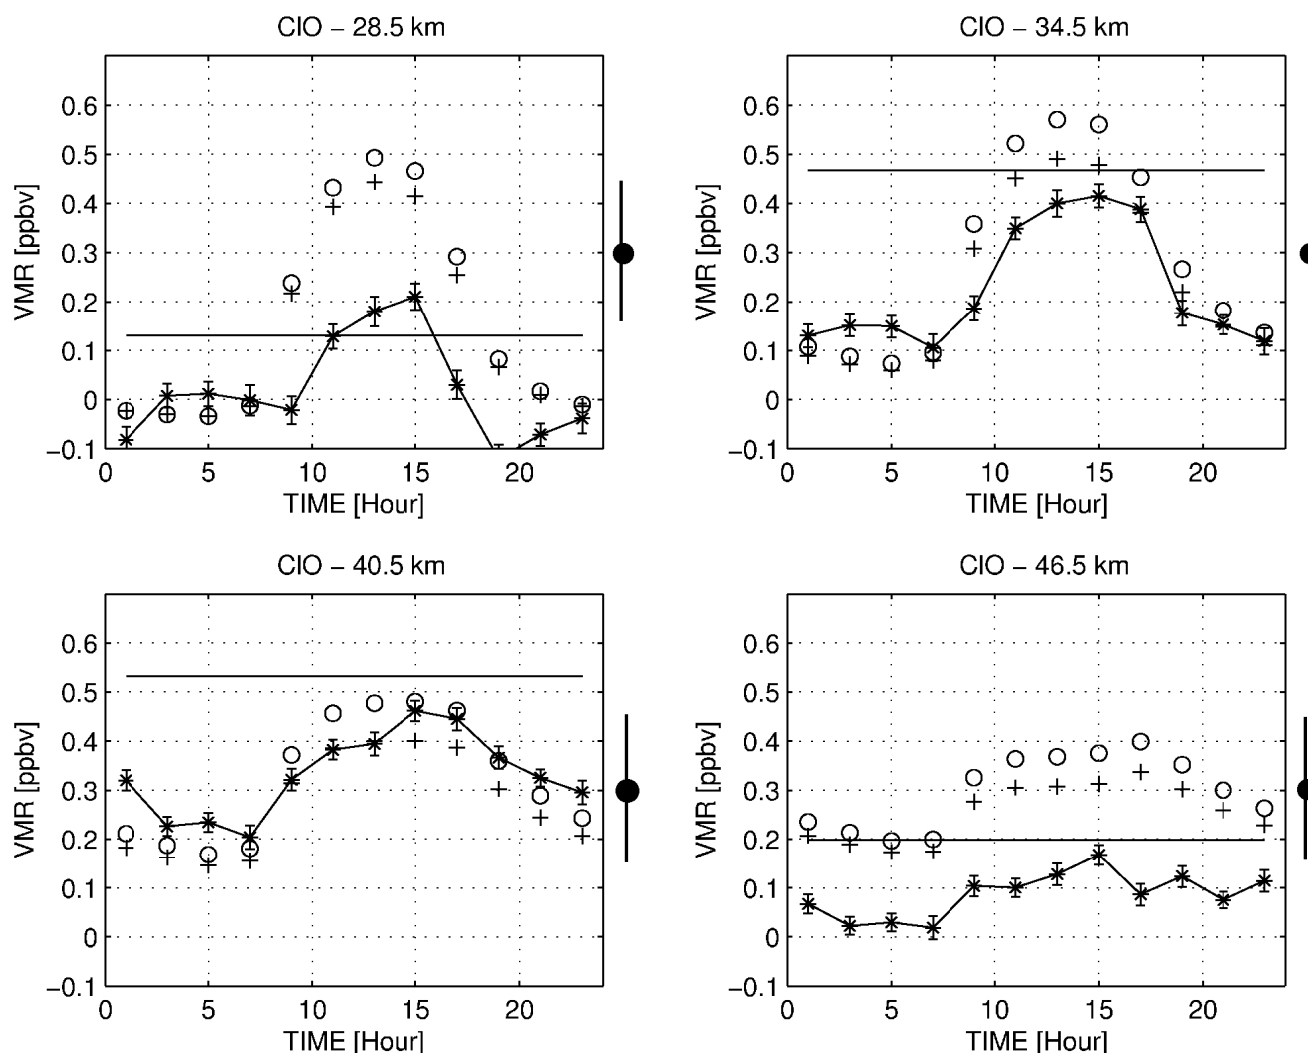 ClO – 28.5 km
0.6
0.5
0.4
0.3
0.2
0.1
0
−0.1
VMR [ppbv]
0 5 10 15 20
TIME [Hour]
ClO – 34.5 km
0.6
0.5
0.4
0.3
0.2
0.1
0
−0.1
VMR [ppbv]
0 5 10 15 20
TIME [Hour]
ClO – 40.5 km
0.6
0.5
0.4
0.3
0.2
0.1
0
−0.1
VMR [ppbv]
0 5 10 15 20
TIME [Hour]
ClO – 46.5 km
0.6
0.5
0.4
0.3
0.2
0.1
0
−0.1
VMR [ppbv]
0 5 10 15 20
TIME [Hour]